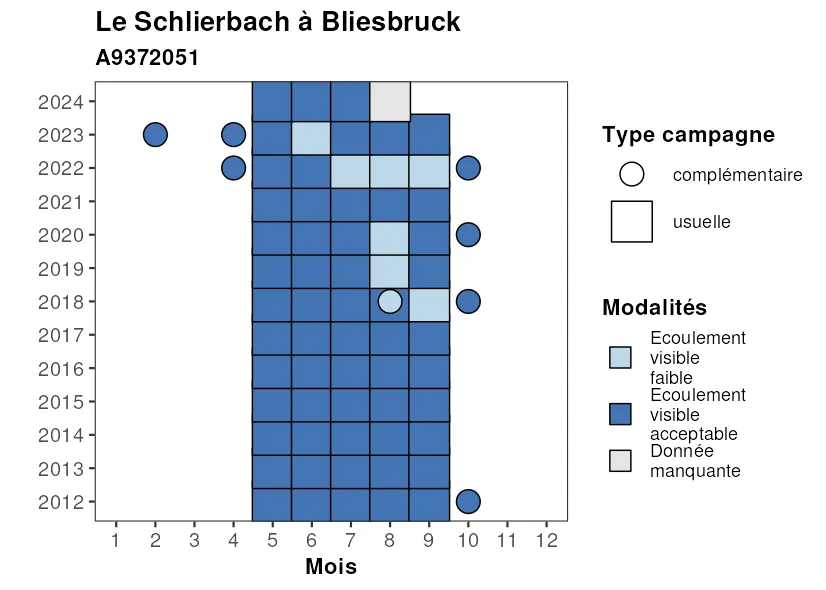 Le Schlierbach à Bliesbruck
A9372051
2024
2023
2022
2021
2020
2019
2018
2017
2016
2015
2014
2013
2012
1 2 3 4 5 6 7 8 9 10 11 12
Mois
Type campagne
complémentaire
usuelle
Modalités
Ecoulement
visible
faible
Ecoulement
visible
acceptable
Donnée
manquante